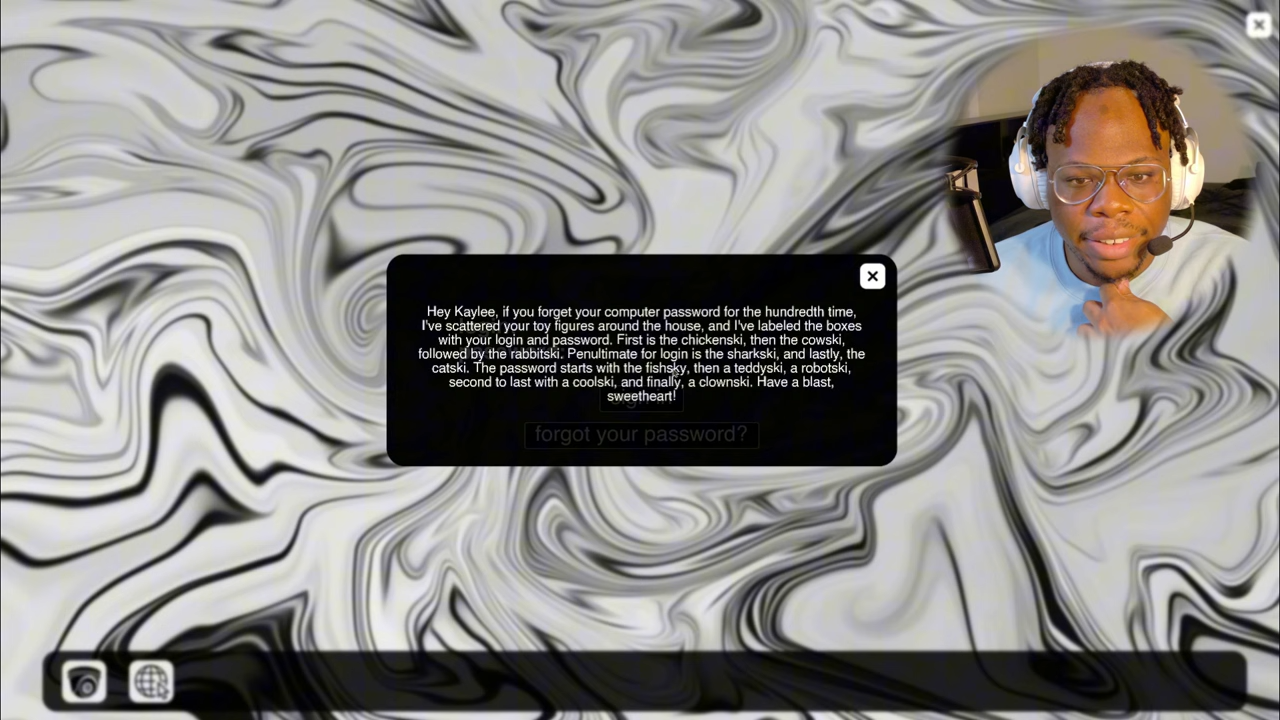 Hey Kaylee, if you forget your computer password for the hundredth time,
I've scattered your toy figures around the house, and I've labeled the boxes
with your login and password. First is the chickenski, then the cowski,
followed by the rabbitski. Penultimate for login is the sharkski, and lastly, the
catski. The password starts with the fishsky, then a teddyski, a robotski,
second to last with a coolski, and finally, a clownski. Have a blast,
sweetheart!
forgot your password?